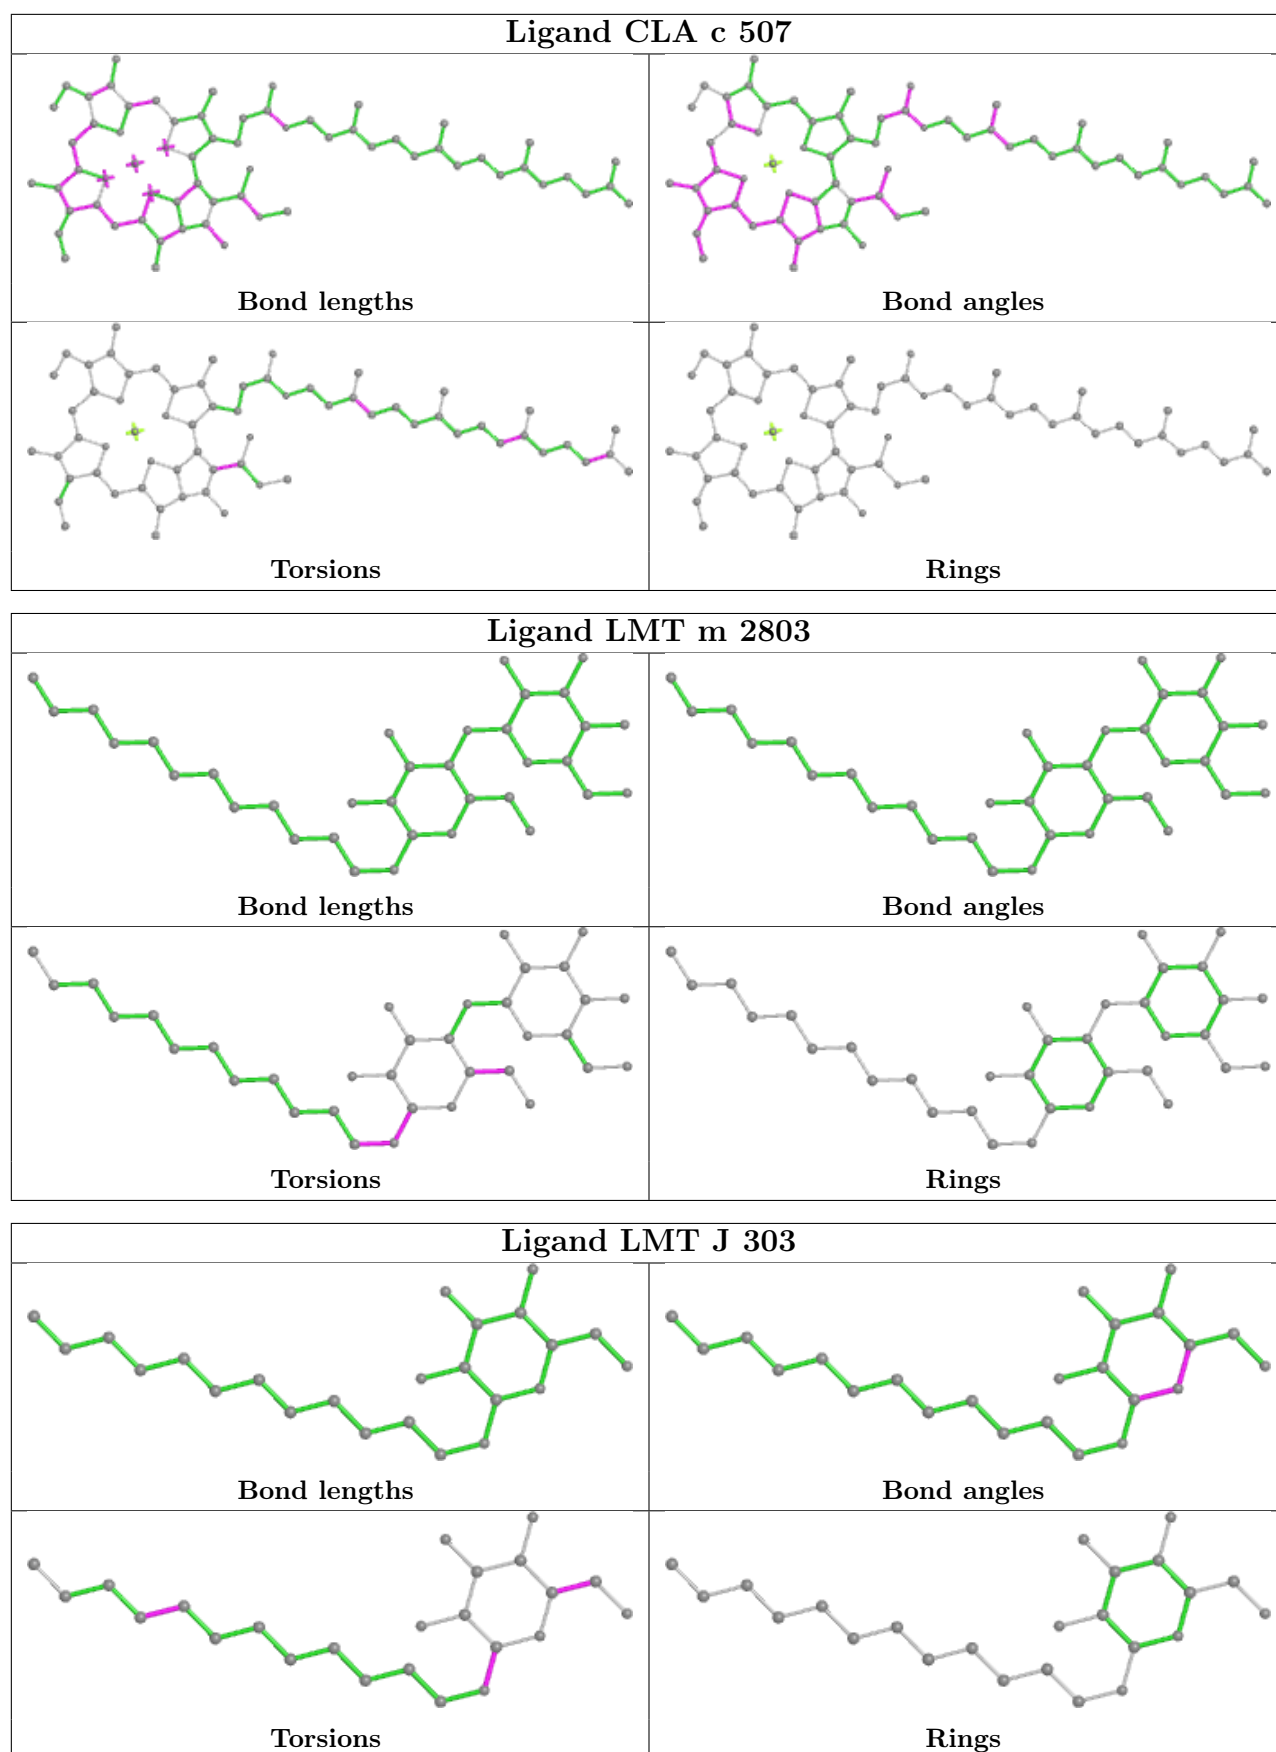 Ligand CLA c 507
Bond lengths
Bond angles
Torsions
Rings
Ligand LMT m 2803
Bond lengths
Bond angles
Torsions
Rings
Ligand LMT J 303
Bond lengths
Bond angles
Torsions
Rings